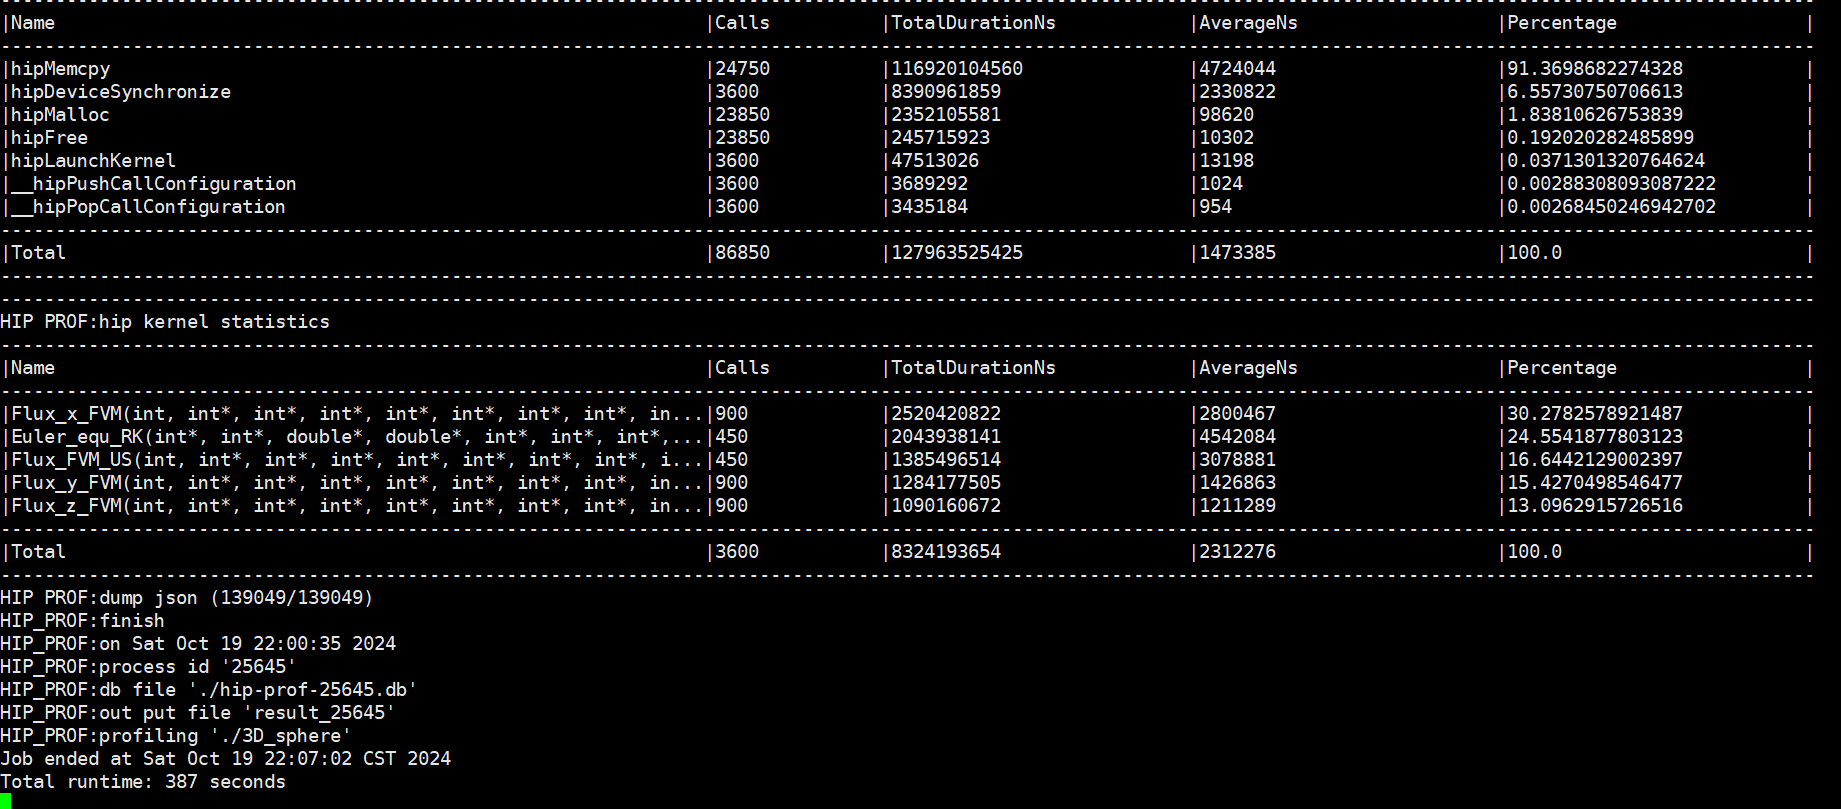 |Name |Calls |TotalDurationNs |AverageNs |Percentage |
|hipMemcpy |24750 |116920104560 |4724044 |91.3698682274328 |
|hipDeviceSynchronize |3600 |8390961859 |2330822 |6.55730750706613 |
|hipMalloc |23850 |2352105581 |98620 |1.83810626753839 |
|hipFree |23850 |245715923 |10302 |0.192020282485899 |
|hipLaunchKernel |3600 |47513026 |13198 |0.0371301320764624 |
|__hipPushCallConfiguration |3600 |3689292 |1024 |0.00288308093087222 |
|__hipPopCallConfiguration |3600 |3435184 |954 |0.00268450246942702 |
|Total |86850 |127963525425 |1473385 |100.0 |
HIP PROF:hip kernel statistics
|Name |Calls |TotalDurationNs |AverageNs |Percentage |
|Flux_x_FVM(int, int*, int*, int*, int*, int*, int*, int*, in...|900 |2520420822 |2800467 |30.2782578921487 |
|Euler_equ_RK(int*, int*, double*, double*, int*, int*, int*,...|450 |2043938141 |4542084 |24.5541877803123 |
|Flux_FVM_US(int, int*, int*, int*, int*, int*, int*, int*, i...|450 |1385496514 |3078881 |16.6442129002397 |
|Flux_y_FVM(int, int*, int*, int*, int*, int*, int*, int*, in...|900 |1284177505 |1426863 |15.4270498546477 |
|Flux_z_FVM(int, int*, int*, int*, int*, int*, int*, int*, in...|900 |1090160672 |1211289 |13.0962915726516 |
|Total |3600 |8324193654 |2312276 |100.0 |
HIP PROF:dump json (139049/139049)
HIP_PROF:finish
HIP_PROF:on Sat Oct 19 22:00:35 2024
HIP_PROF:process id '25645'
HIP_PROF:db file './hip-prof-25645.db'
HIP_PROF:out put file 'result_25645'
HIP_PROF:profiling './3D_sphere'
Job ended at Sat Oct 19 22:07:02 CST 2024
Total runtime: 387 seconds